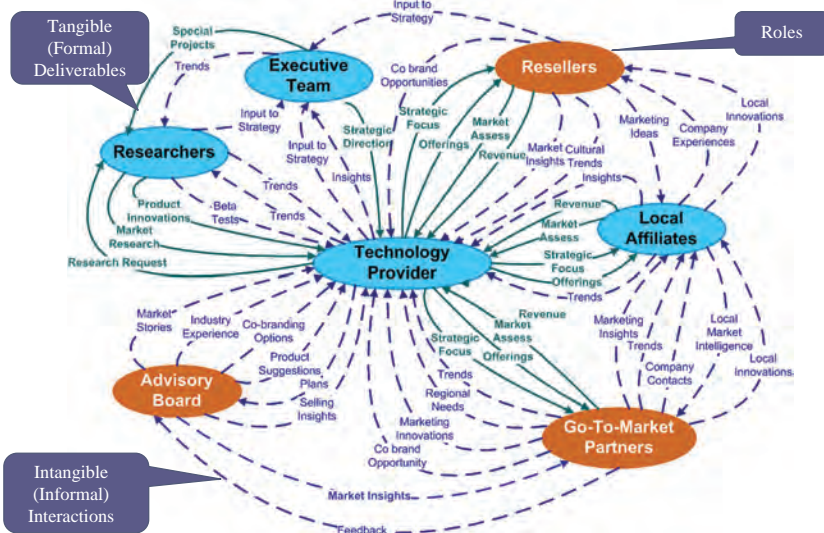 Tangible
(Formal)
Deliverables
Special
Projects
Input to
Strategy
Roles
Trends
Executive
Team
Co brand
Opportunities
Resellers
Researchers
Input to
Strategy
Input to
Strategy
Insights
Strategic
Direction
Strategic
Focus
Offerings
Market
Assess
Revenue
Market
Insights
Cultural
Trends
Insights
Marketing
Ideas
Company
Experiences
Local
Innovations
Product
Innovations
Market
Research
Research Request
Beta
Tests
Trends
Trends
Technology
Provider
Revenue
Market
Assess
Strategic
Focus
Offerings
Trends
Local
Affiliates
Market
Stories
Industry
Experience
Co-branding
Options
Product
Suggestions
Plans
Selling
Insights
Advisory
Board
Strategic
Focus
Revenue
Market
Assess
Offerings
Trends
Regional
Needs
Marketing
Innovations
Co brand
Opportunity
Marketing
Insights
Trends
Company
Contacts
Local
Market
Intelligence
Local
Innovations
Go-To-Market
Partners
Intangible
(Informal)
Interactions
Market Insights
Feedback